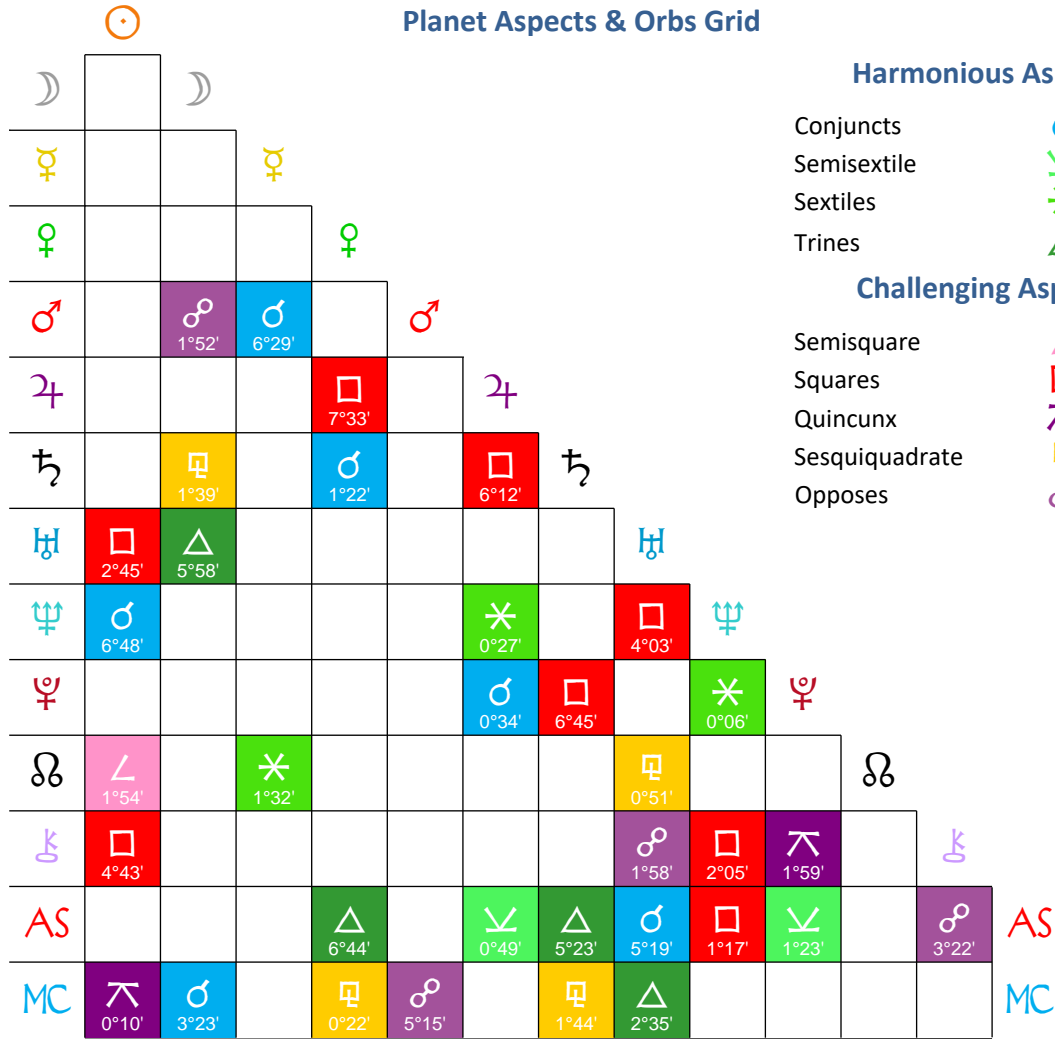 Planet Aspects & Orbs Grid
Harmonious As
Conjuncts
Semisextile
Sextiles
Trines
Challenging Asp
Semisquare
Squares
Quincunx
Sesquiquadrate
Opposes
☉
☽ ☽
☿ ☿
♀ ♀
♂ ☍ 1°52' ☌ 6°29' ♂
♃ □ 7°33' ♃
♄ ⚼ 1°39' ☌ 1°22' □ 6°12' ♄
♅ □ 2°45' △ 5°58' ♅
♆ ☌ 6°48' ⚹ 0°27' □ 4°03' ♆
♇ ☌ 0°34' □ 6°45' ⚹ 0°06' ♇
☊ ∠ 1°54' ⚹ 1°32' ⚼ 0°51' ☊
⚷ □ 4°43' ☍ 1°58' □ 2°05' ⚻ 1°59' ⚷
AS △ 6°44' ⚺ 0°49' △ 5°23' ☌ 5°19' □ 1°17' ⚺ 1°23' ☍ 3°22' AS
MC ⚻ 0°10' ☌ 3°23' ⚼ 0°22' ☍ 5°15' ⚼ 1°44' △ 2°35' MC